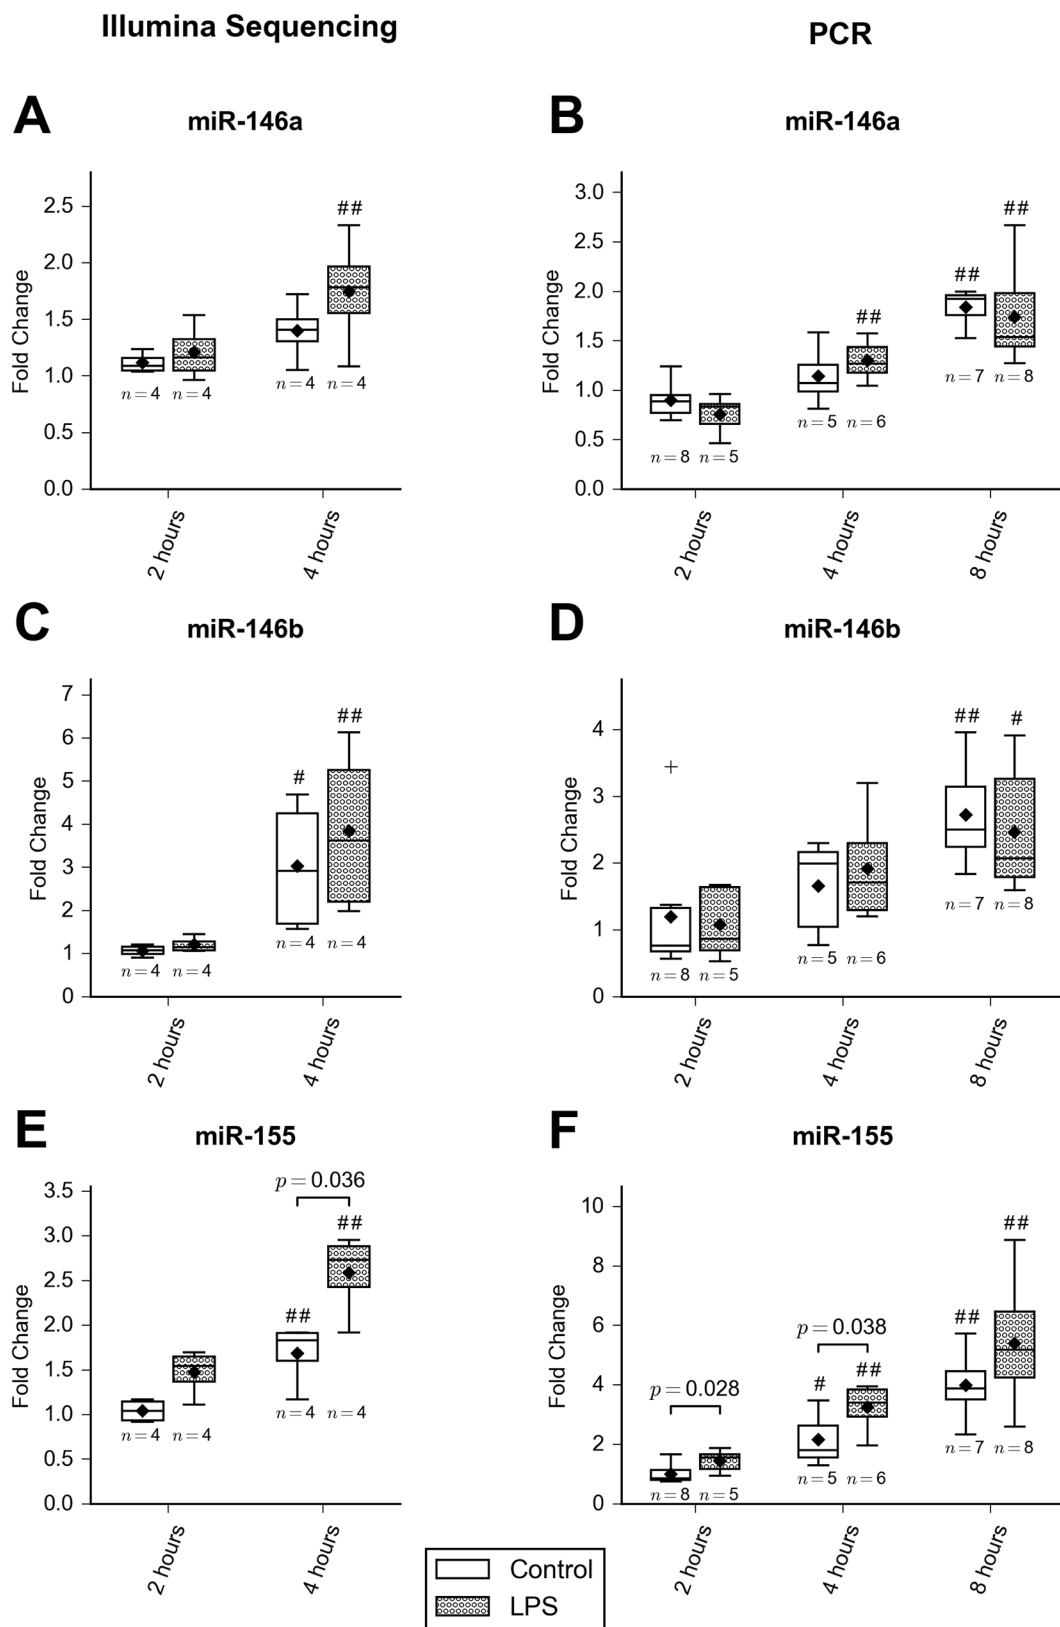 Illumina Sequencing
PCR
A
miR-146a
Fold Change
2.5
2.0
1.5
1.0
0.5
0.0
##
n = 4 n = 4
n = 4 n = 4
2 hours
4 hours
B
miR-146a
Fold Change
3.0
2.5
2.0
1.5
1.0
0.5
0.0
##
##
##
n = 8 n = 5
n = 5 n = 6
n = 7 n = 8
2 hours
4 hours
8 hours
C
miR-146b
Fold Change
7
6
5
4
3
2
1
0
#
##
n = 4 n = 4
n = 4 n = 4
2 hours
4 hours
D
miR-146b
Fold Change
4
3
2
1
0
##
#
n = 8 n = 5
n = 5 n = 6
n = 7 n = 8
2 hours
4 hours
8 hours
E
miR-155
Fold Change
3.5
3.0
2.5
2.0
1.5
1.0
0.5
0.0
p = 0.036
##
##
n = 4 n = 4
n = 4 n = 4
2 hours
4 hours
F
miR-155
Fold Change
10
8
6
4
2
0
p = 0.028
p = 0.038
#
##
##
##
n = 8 n = 5
n = 5 n = 6
n = 7 n = 8
2 hours
4 hours
8 hours
Control
LPS